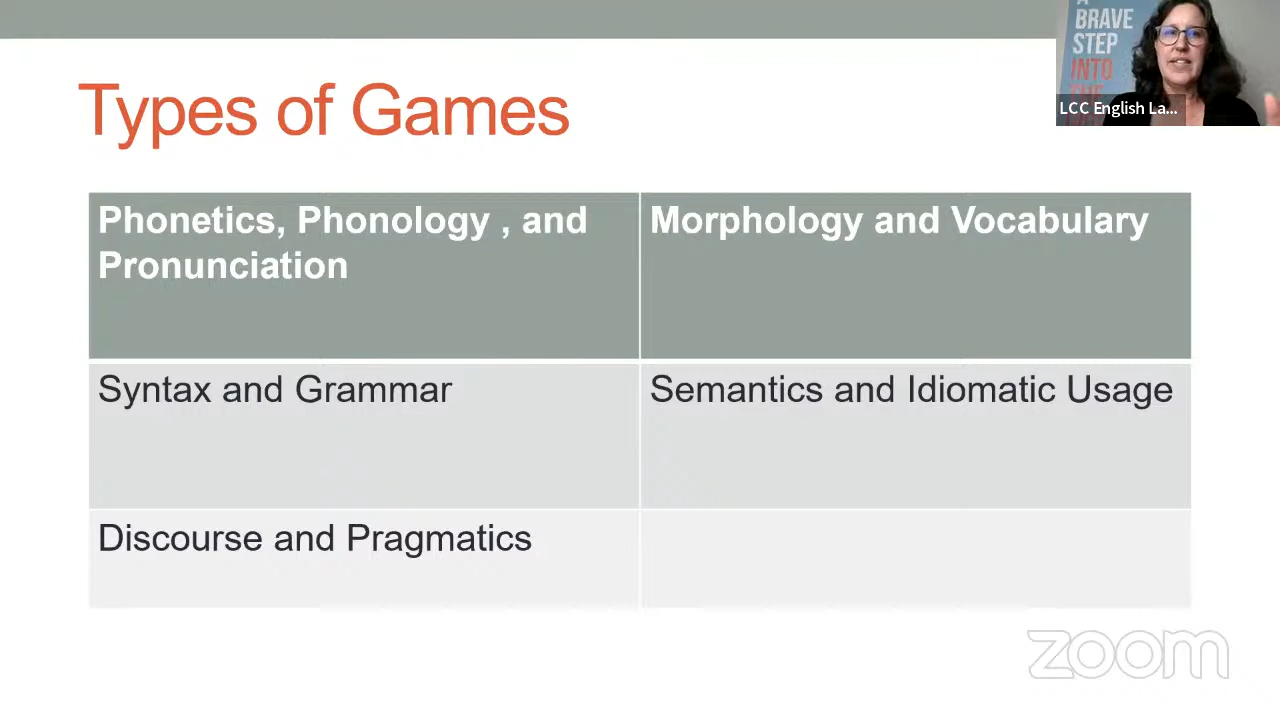 A
BRAVE
STEP
INTO
THE
LCC English La...
Types of Games
Phonetics, Phonology , and
Pronunciation
Morphology and Vocabulary
Syntax and Grammar
Semantics and Idiomatic Usage
Discourse and Pragmatics
zoom